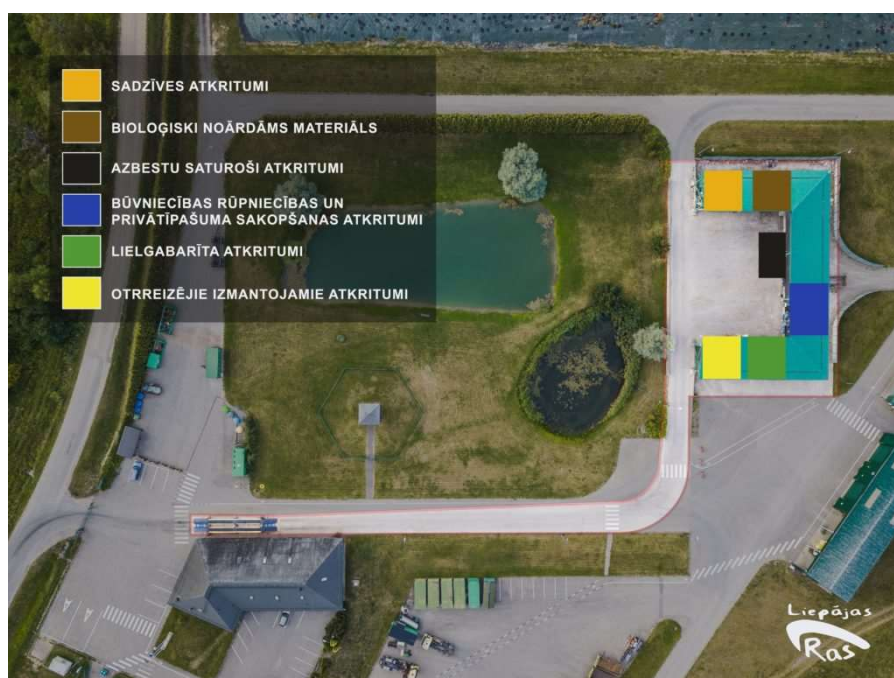 SADZĪVES ATKRITUMI
BIOLOĢISKI NOĀRDĀMS MATERIĀLS
AZBESTU SATUROŠI ATKRITUMI
BŪVNIECĪBAS RŪPNIECĪBAS UN
PRIVĀTĪPAŠUMA SAKOPŠANAS ATKRITUMI
LIELGABARĪTA ATKRITUMI
OTRREIZĒJIE IZMANTOJAMIE ATKRITUMI
Liepājas
Ras